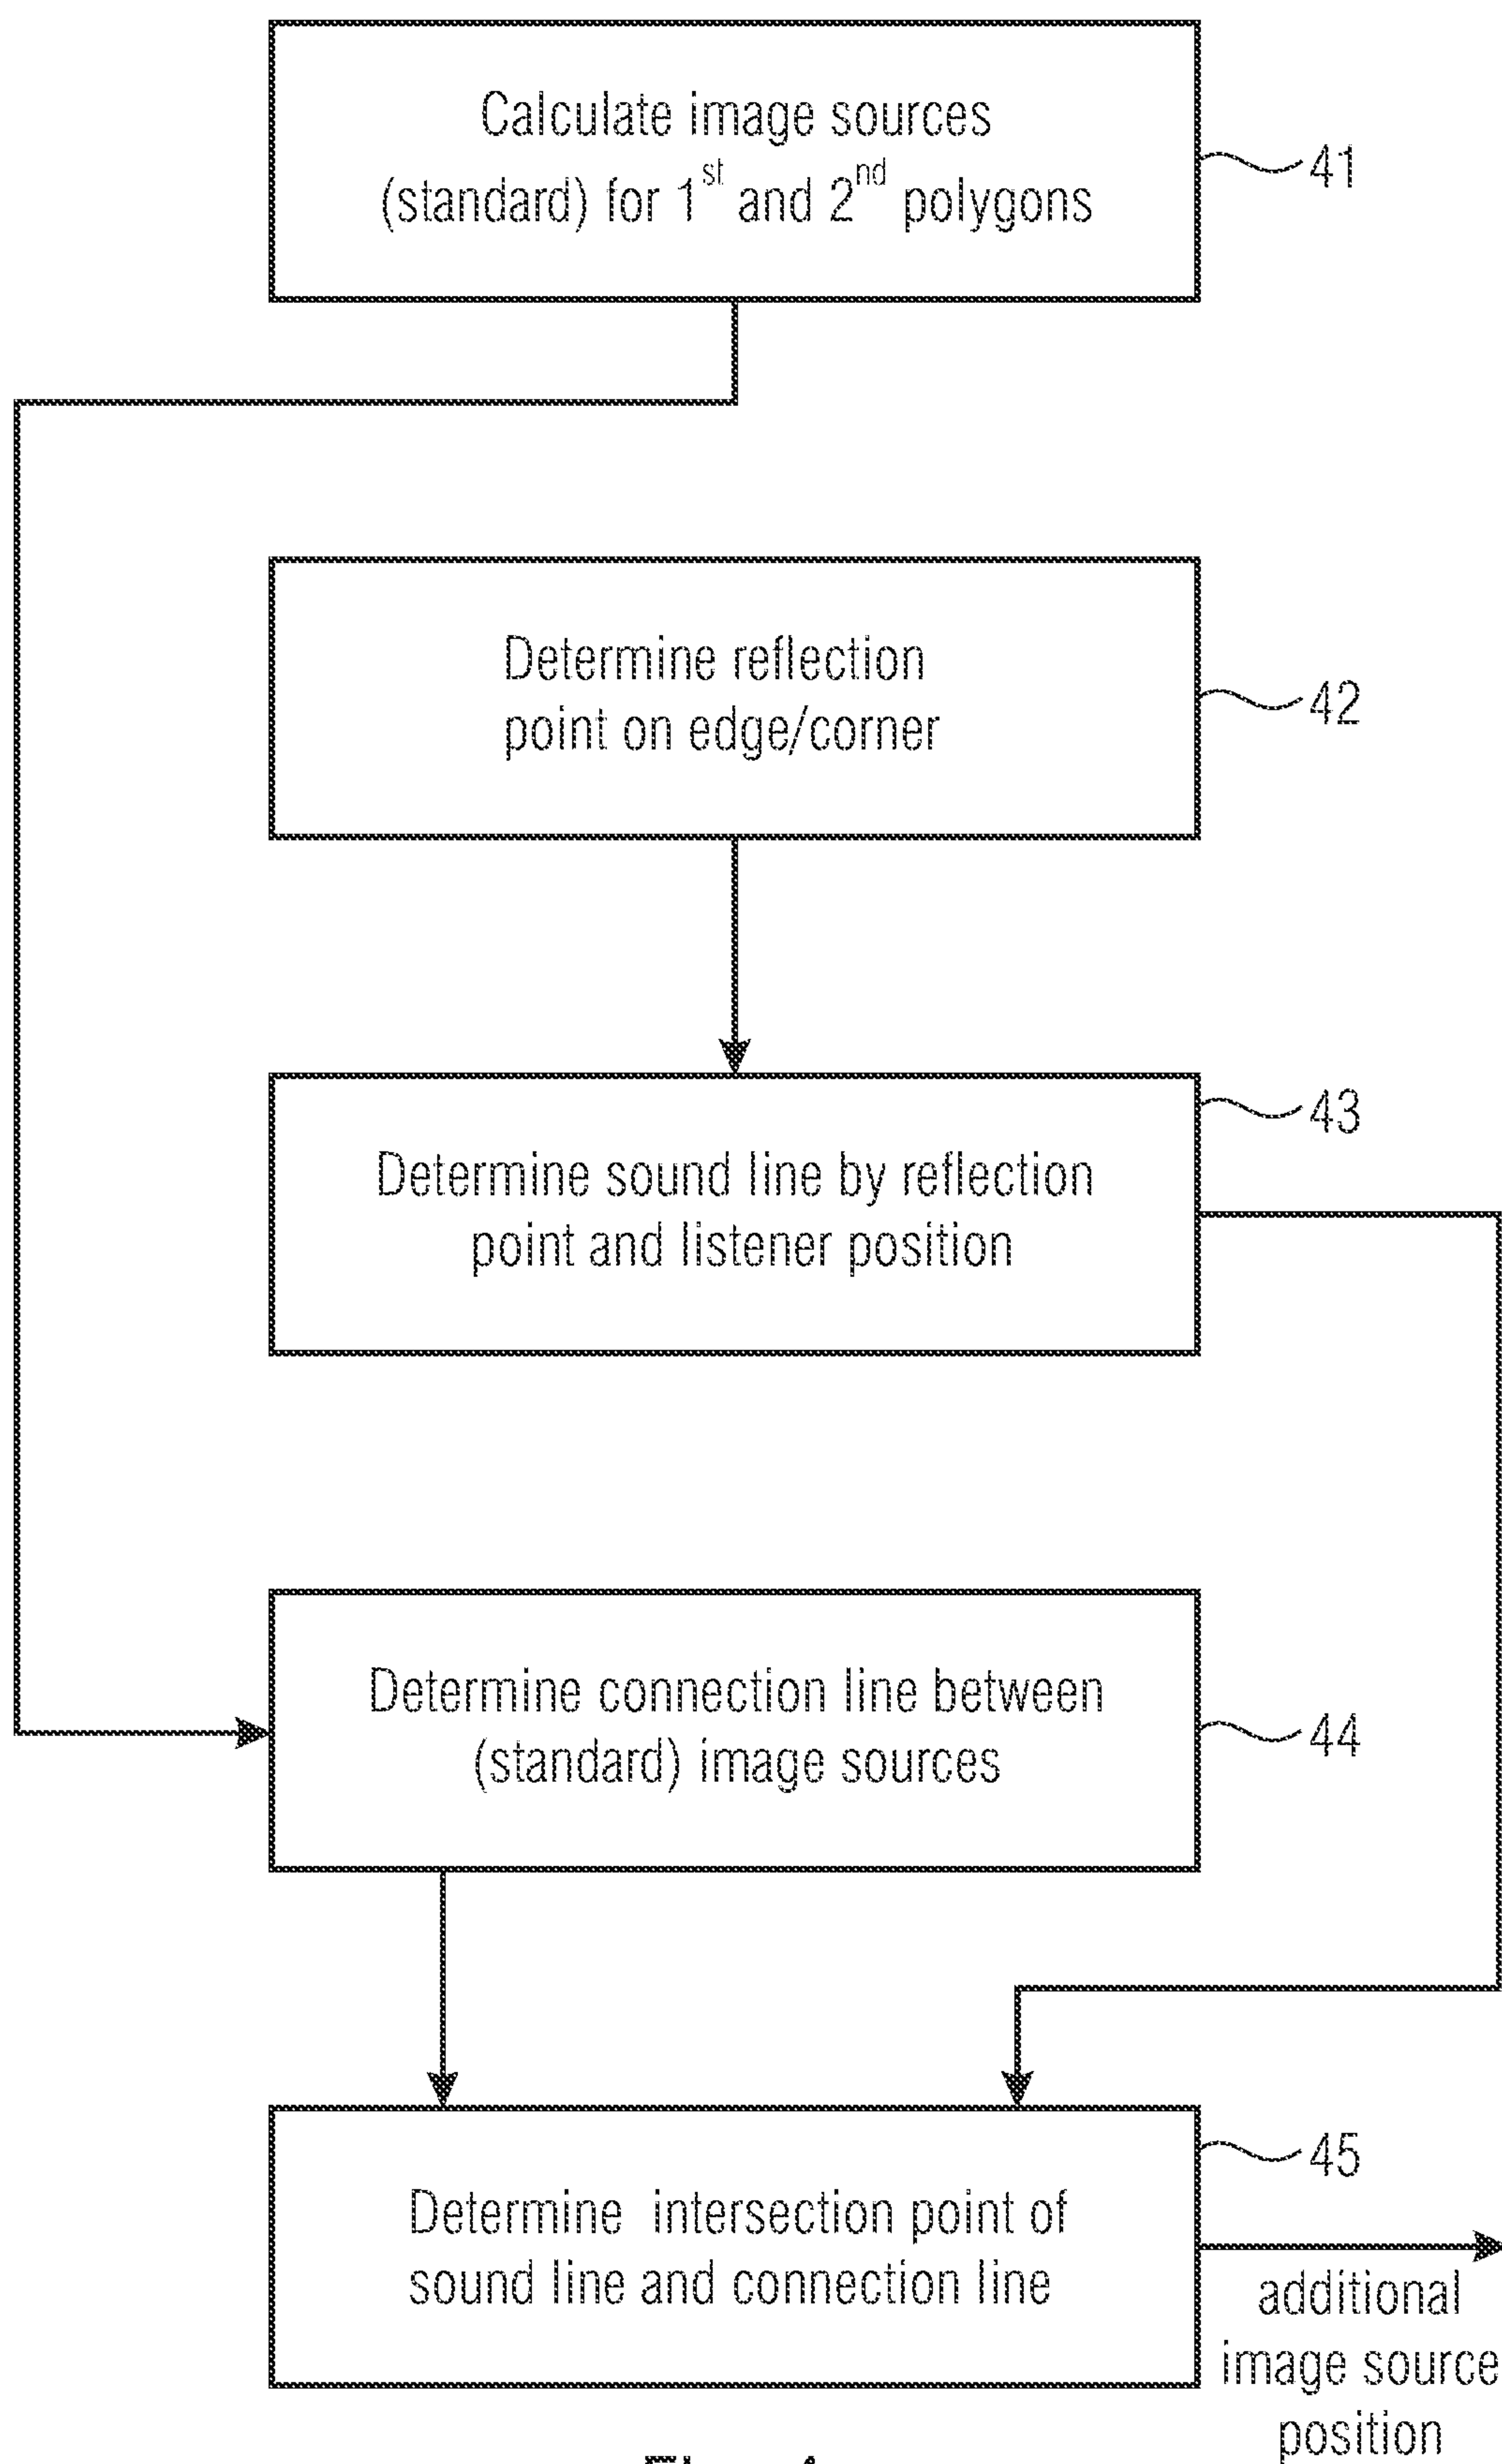 Calculate image sources
(standard) for 1st and 2nd polygons
41
Determine reflection
point on edge/corner
42
43
Determine sound line by reflection
point and listener position
Determine connection line between
(standard) image sources
44
45
Determine intersection point of
sound line and connection line
additional
image source
position